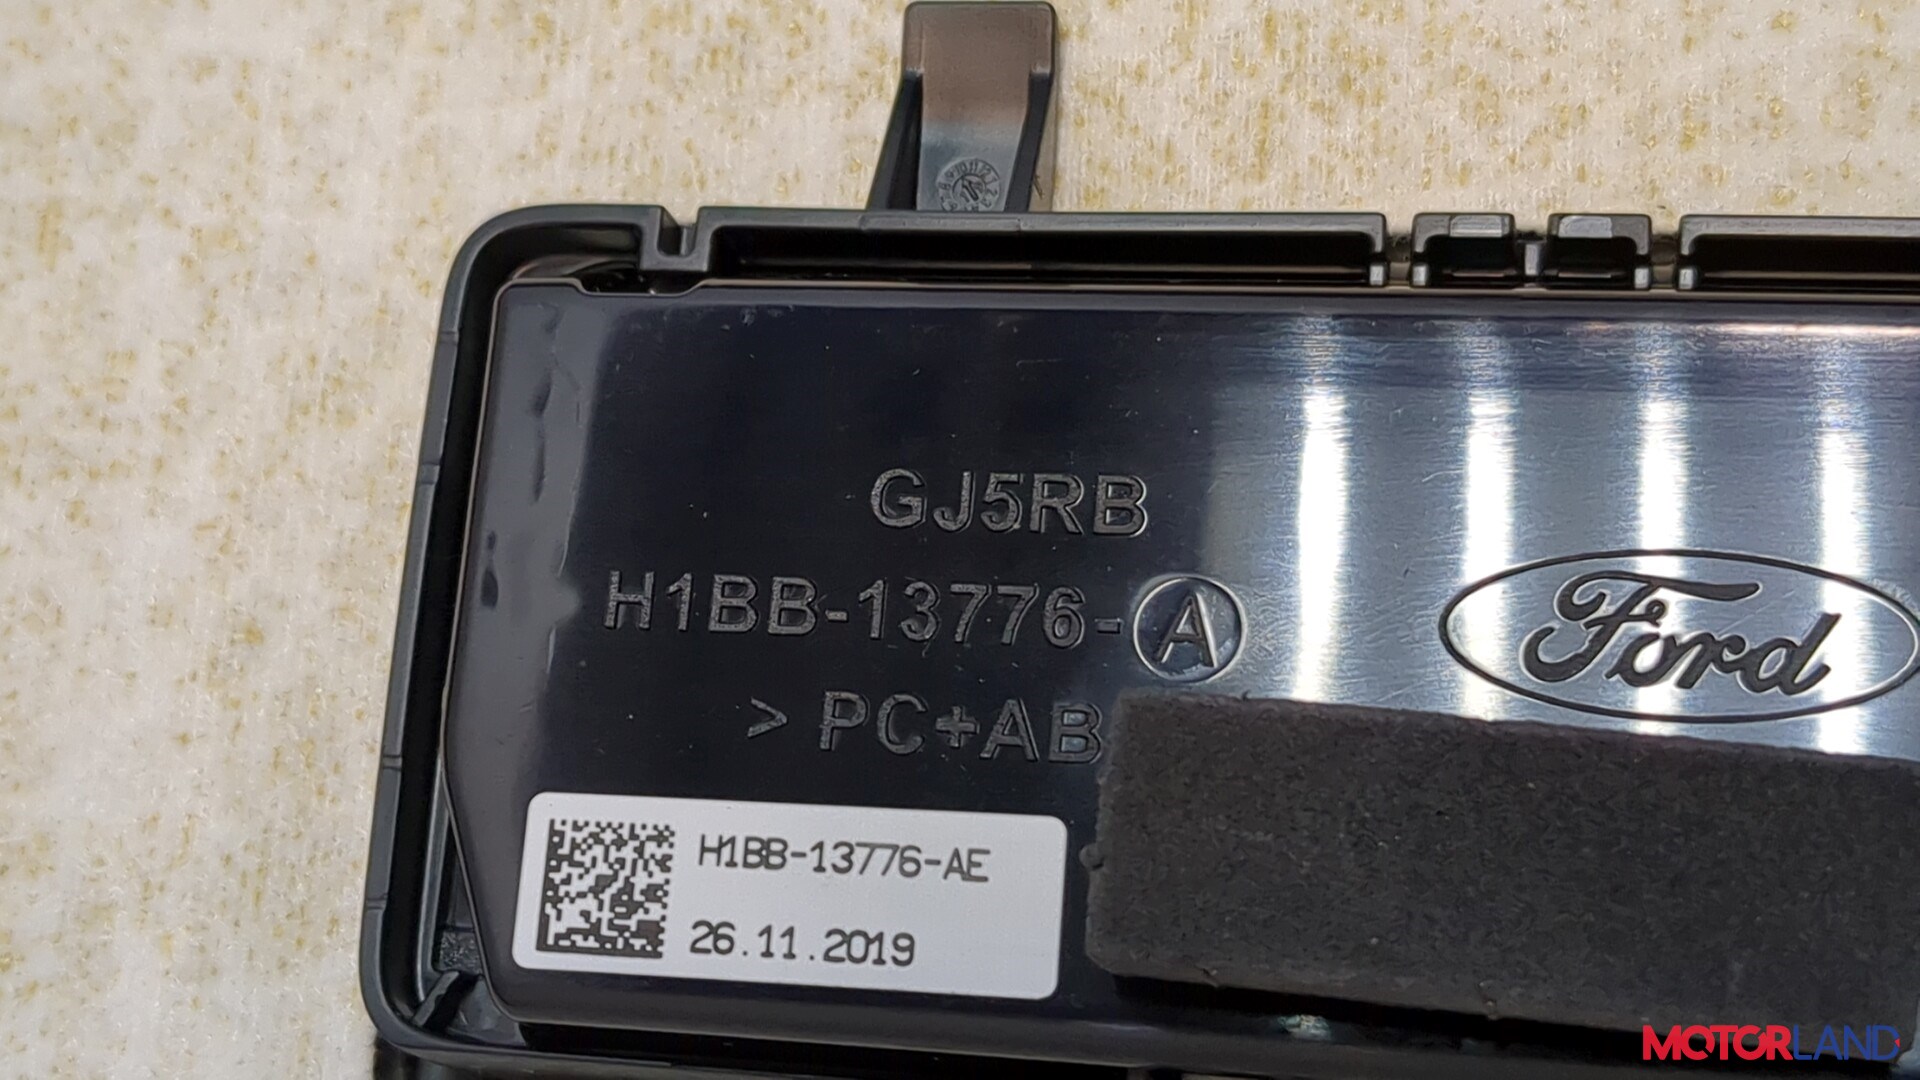 GJ5RB
H1BB-13776-A
Ford
> PC+AB
H1BB-13776-AE
26.11.2019
MOTORLAND